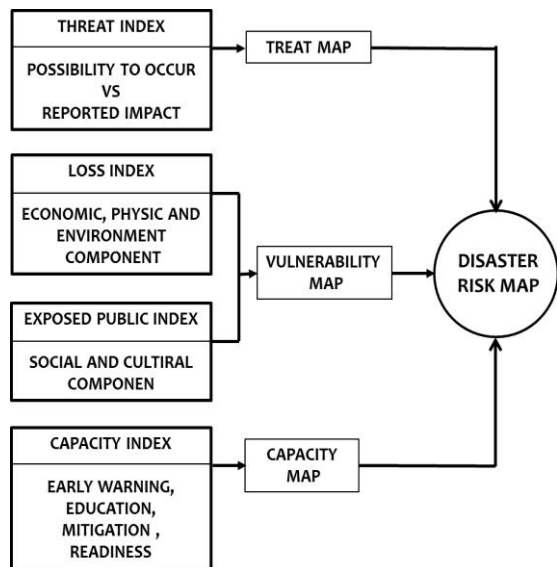 THREAT INDEX
POSSIBILITY TO OCCUR
VS
REPORTED IMPACT
TREAT MAP
LOSS INDEX
ECONOMIC, PHYSIC AND
ENVIRONMENT
COMPONENT
EXPOSED PUBLIC INDEX
SOCIAL AND CULTIRAL
COMPONEN
VULNERABILITY
MAP
DISASTER
RISK MAP
CAPACITY INDEX
EARLY WARNING,
EDUCATION,
MITIGATION ,
READINESS
CAPACITY
MAP